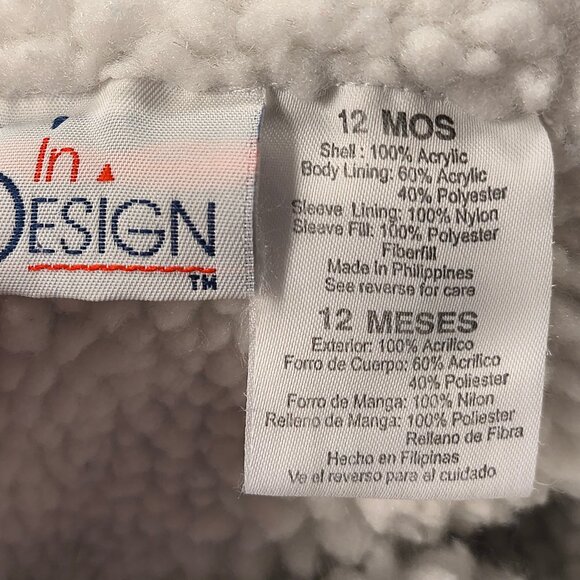 In
DESIGN
TM
12 MOS
Shell : 100% Acrylic
Body Lining: 60% Acrylic
40% Polyester
Sleeve Lining: 100% Nylon
Sleeve Fill: 100% Polyester
Fiberfill
Made in Philippines
See reverse for care
12 MESES
Exterior: 100% Acrilico
Forro de Cuerpo: 60% Acrilico
40% Poliester
Forro de Manga: 100% Nilon
Relleno de Manga: 100% Poliester
Relleno de Fibra
Hecho en Filipinas
Ve el reverso para el cuidado